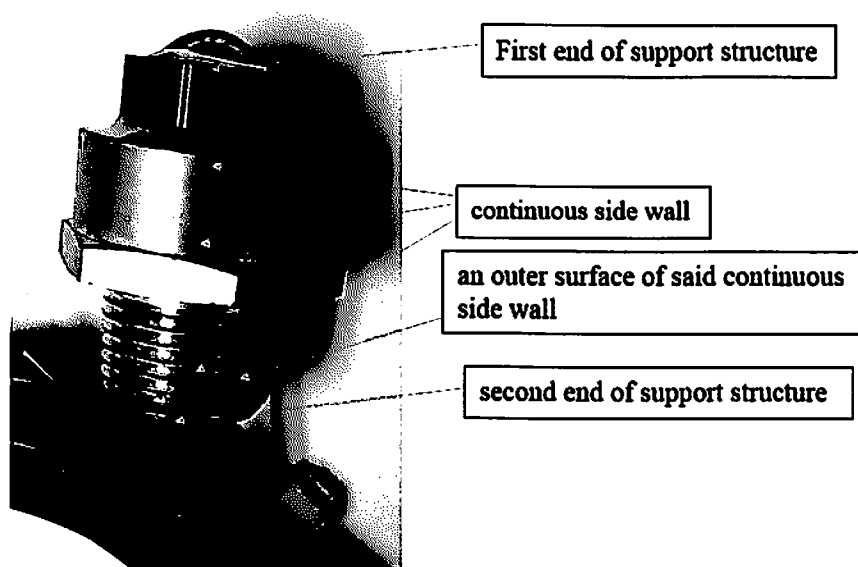 First end of support structure
continuous side wall
an outer surface of said continuous
side wall
second end of support structure